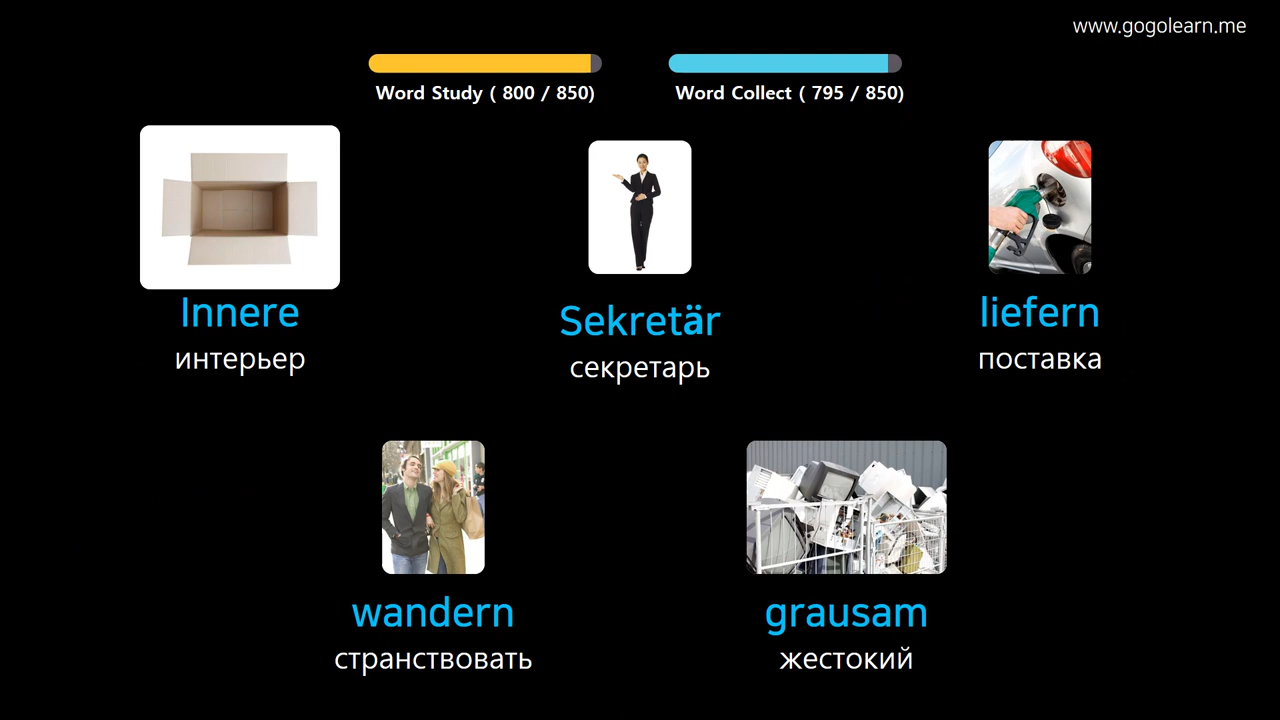 www.gogolearn.me
Word Study ( 800 / 850)
Word Collect ( 795 / 850)
Innere
интерьер
Sekretär
секретарь
liefern
поставка
wandern
странствовать
grausam
жестокий